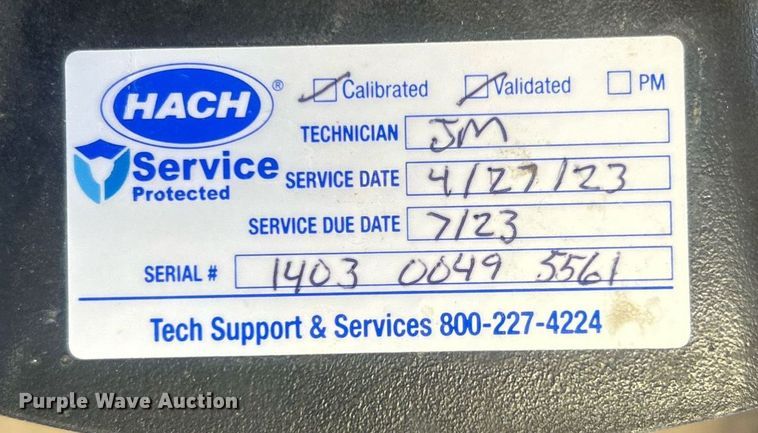 HACH ® Calibrated Validated PM
TECHNICIAN JM
Service
Protected
SERVICE DATE 4/27/23
SERVICE DUE DATE 7/23
SERIAL # 1403 0049 5561
Tech Support & Services 800-227-4224
Purple Wave Auction